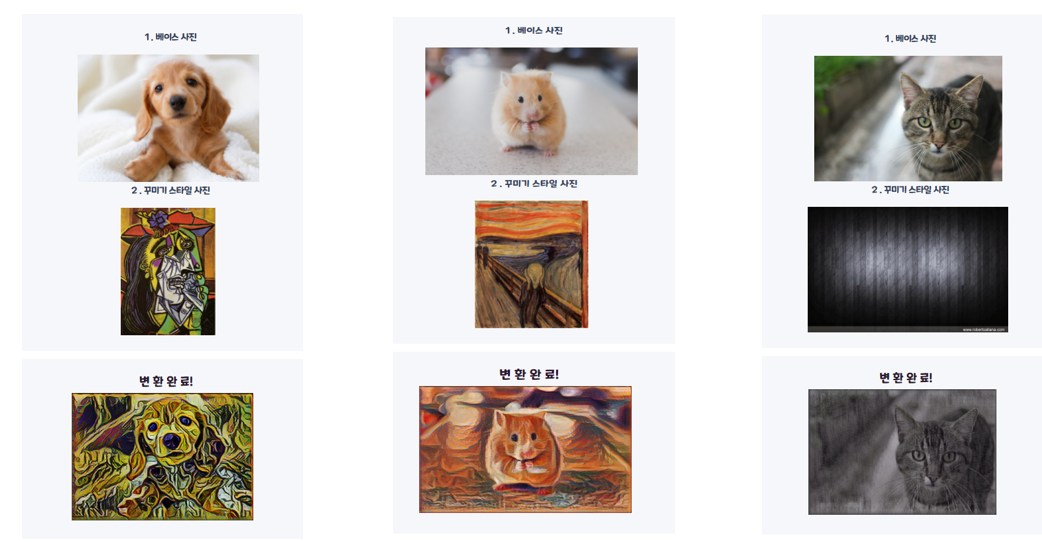 1. 베이스 사진
2. 꾸미기 스타일 사진
변 환 완 료!
1. 베이스 사진
2. 꾸미기 스타일 사진
변 환 완 료!
1. 베이스 사진
2. 꾸미기 스타일 사진
변 환 완 료!